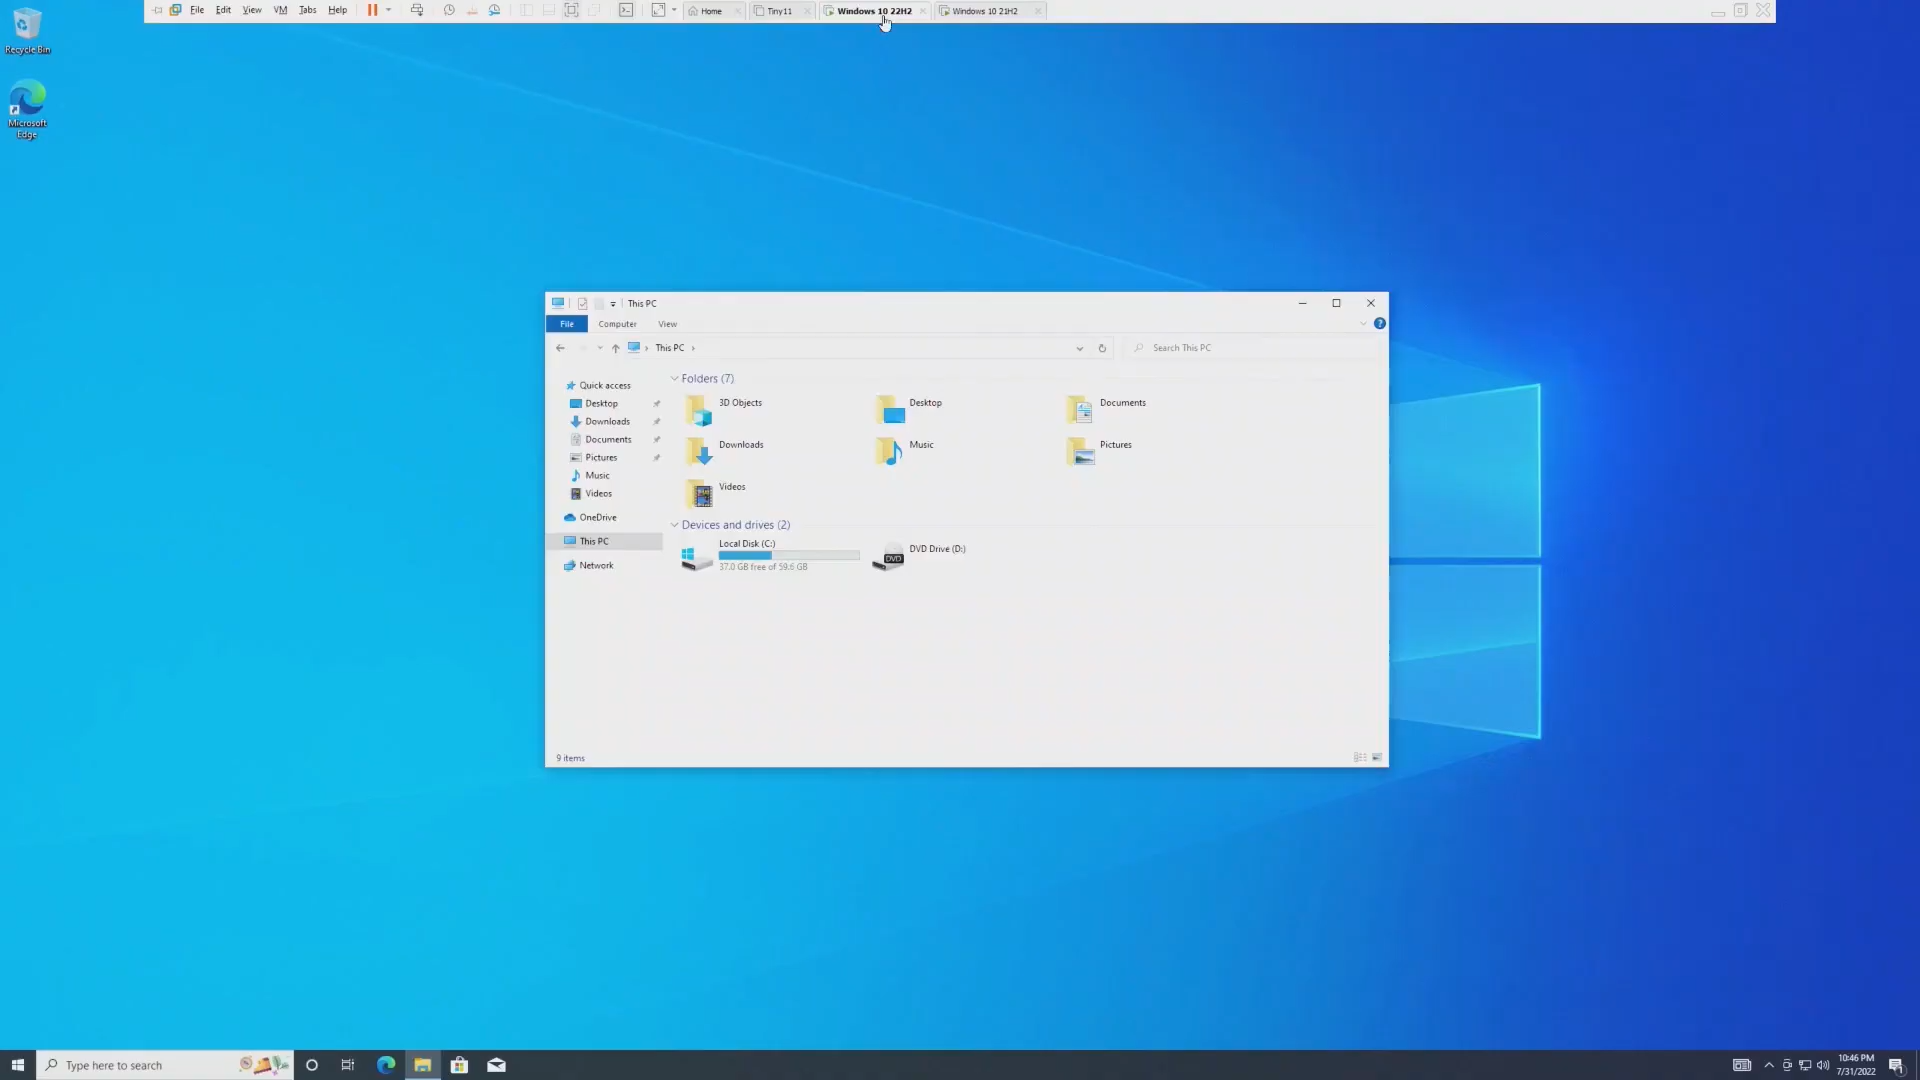 File Edit View VM Tabs Help Home Tiny11 Windows 10 22H2 Windows 10 21H2
Recycle Bin
Microsoft
Edge
This PC
File Computer View
This PC
Search This PC
Quick access
Desktop
Downloads
Documents
Pictures
Music
Videos
OneDrive
This PC
Network
Folders (7)
3D Objects
Desktop
Documents
Downloads
Music
Pictures
Videos
Devices and drives (2)
Local Disk (C:)
37.0 GB free of 59.6 GB
DVD
DVD Drive (D:)
9 items
Type here to search
10:46 PM
7/31/2022